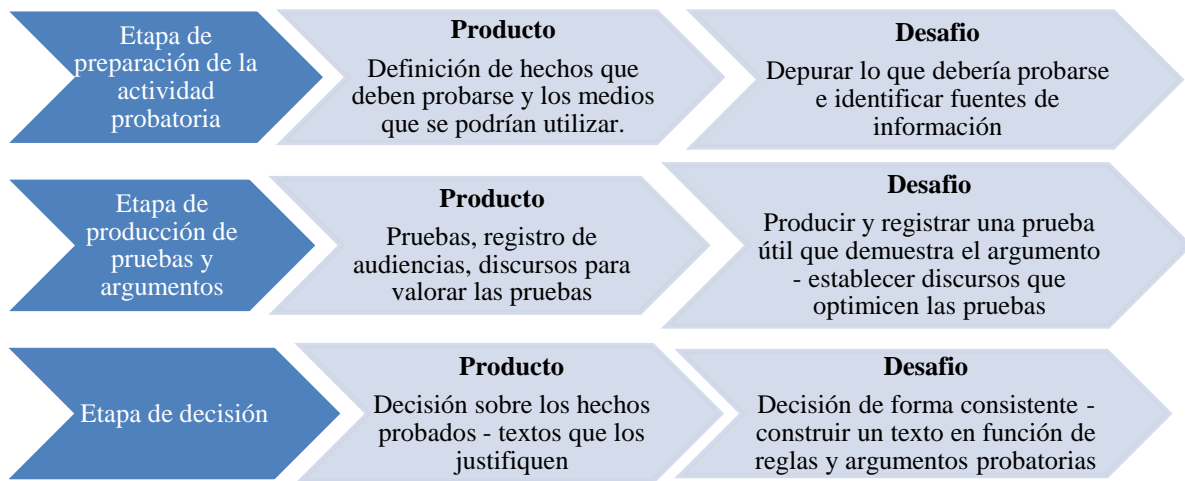 Etapa de
preparación de la
actividad
probatoria
Producto
Definición de hechos que
deben probarse y los medios
que se podrían utilizar.
Desafio
Depurar lo que debería probarse
e identificar fuentes de
información
Etapa de
producción de
pruebas y
argumentos
Producto
Pruebas, registro de
audiencias, discursos para
valorar las pruebas
Desafio
Producir y registrar una prueba
útil que demuestra el argumento
- establecer discursos que
optimicen las pruebas
Etapa de decisión
Producto
Decisión sobre los hechos
probados - textos que los
justifiquen
Desafio
Decisión de forma consistente -
construir un texto en función de
reglas y argumentos probatorias